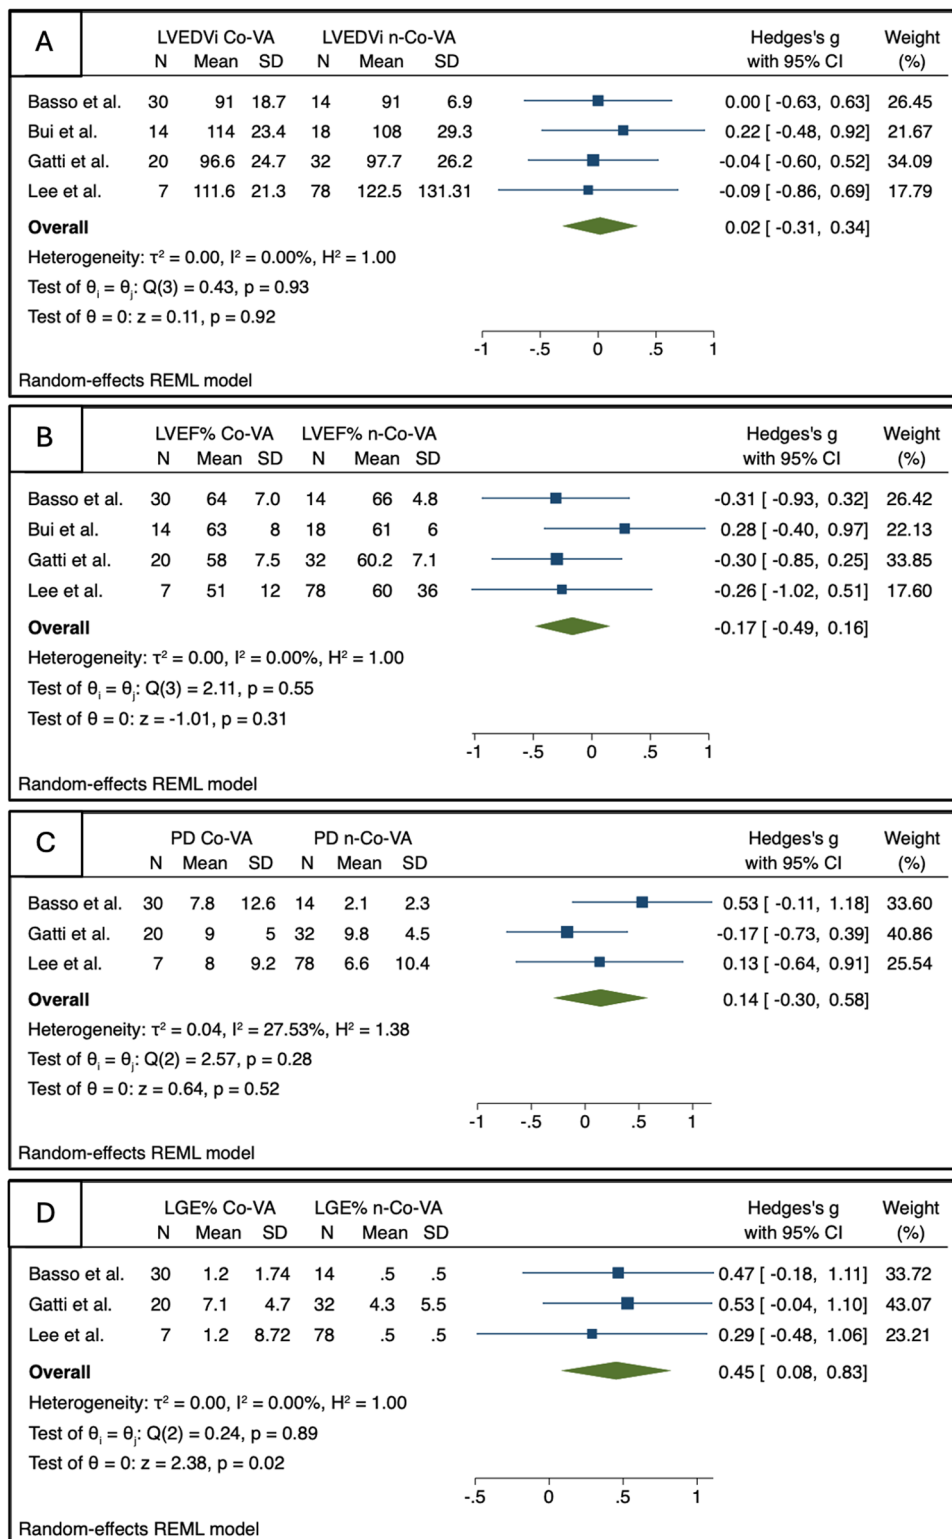 A
LVEDVi Co-VA LVEDVi n-Co-VA Hedges's g Weight
N Mean SD N Mean SD with 95% CI (%)
Basso et al. 30 91 18.7 14 91 6.9 0.00 [ -0.63, 0.63] 26.45
Bui et al. 14 114 23.4 18 108 29.3 0.22 [ -0.48, 0.92] 21.67
Gatti et al. 20 96.6 24.7 32 97.7 26.2 -0.04 [ -0.60, 0.52] 34.09
Lee et al. 7 111.6 21.3 78 122.5 131.31 -0.09 [ -0.86, 0.69] 17.79
Overall 0.02 [ -0.31, 0.34]
Heterogeneity: τ² = 0.00, I² = 0.00%, H² = 1.00
Test of θᵢ = θⱼ: Q(3) = 0.43, p = 0.93
Test of θ = 0: z = 0.11, p = 0.92
-1 -.5 0 .5 1
Random-effects REML model
B
LVEF% Co-VA LVEF% n-Co-VA Hedges's g Weight
N Mean SD N Mean SD with 95% CI (%)
Basso et al. 30 64 7.0 14 66 4.8 -0.31 [ -0.93, 0.32] 26.42
Bui et al. 14 63 8 18 61 6 0.28 [ -0.40, 0.97] 22.13
Gatti et al. 20 58 7.5 32 60.2 7.1 -0.30 [ -0.85, 0.25] 33.85
Lee et al. 7 51 12 78 60 36 -0.26 [ -1.02, 0.51] 17.60
Overall -0.17 [ -0.49, 0.16]
Heterogeneity: τ² = 0.00, I² = 0.00%, H² = 1.00
Test of θᵢ = θⱼ: Q(3) = 2.11, p = 0.55
Test of θ = 0: z = -1.01, p = 0.31
-1 -.5 0 .5 1
Random-effects REML model
C
PD Co-VA PD n-Co-VA Hedges's g Weight
N Mean SD N Mean SD with 95% CI (%)
Basso et al. 30 7.8 12.6 14 2.1 2.3 0.53 [ -0.11, 1.18] 33.60
Gatti et al. 20 9 5 32 9.8 4.5 -0.17 [ -0.73, 0.39] 40.86
Lee et al. 7 8 9.2 78 6.6 10.4 0.13 [ -0.64, 0.91] 25.54
Overall 0.14 [ -0.30, 0.58]
Heterogeneity: τ² = 0.04, I² = 27.53%, H² = 1.38
Test of θᵢ = θⱼ: Q(2) = 2.57, p = 0.28
Test of θ = 0: z = 0.64, p = 0.52
-1 -.5 0 .5 1
Random-effects REML model
D
LGE% Co-VA LGE% n-Co-VA Hedges's g Weight
N Mean SD N Mean SD with 95% CI (%)
Basso et al. 30 1.2 1.74 14 .5 .5 0.47 [ -0.18, 1.11] 33.72
Gatti et al. 20 7.1 4.7 32 4.3 5.5 0.53 [ -0.04, 1.10] 43.07
Lee et al. 7 1.2 8.72 78 .5 .5 0.29 [ -0.48, 1.06] 23.21
Overall 0.45 [ 0.08, 0.83]
Heterogeneity: τ² = 0.00, I² = 0.00%, H² = 1.00
Test of θᵢ = θⱼ: Q(2) = 0.24, p = 0.89
Test of θ = 0: z = 2.38, p = 0.02
-.5 0 .5 1
Random-effects REML model